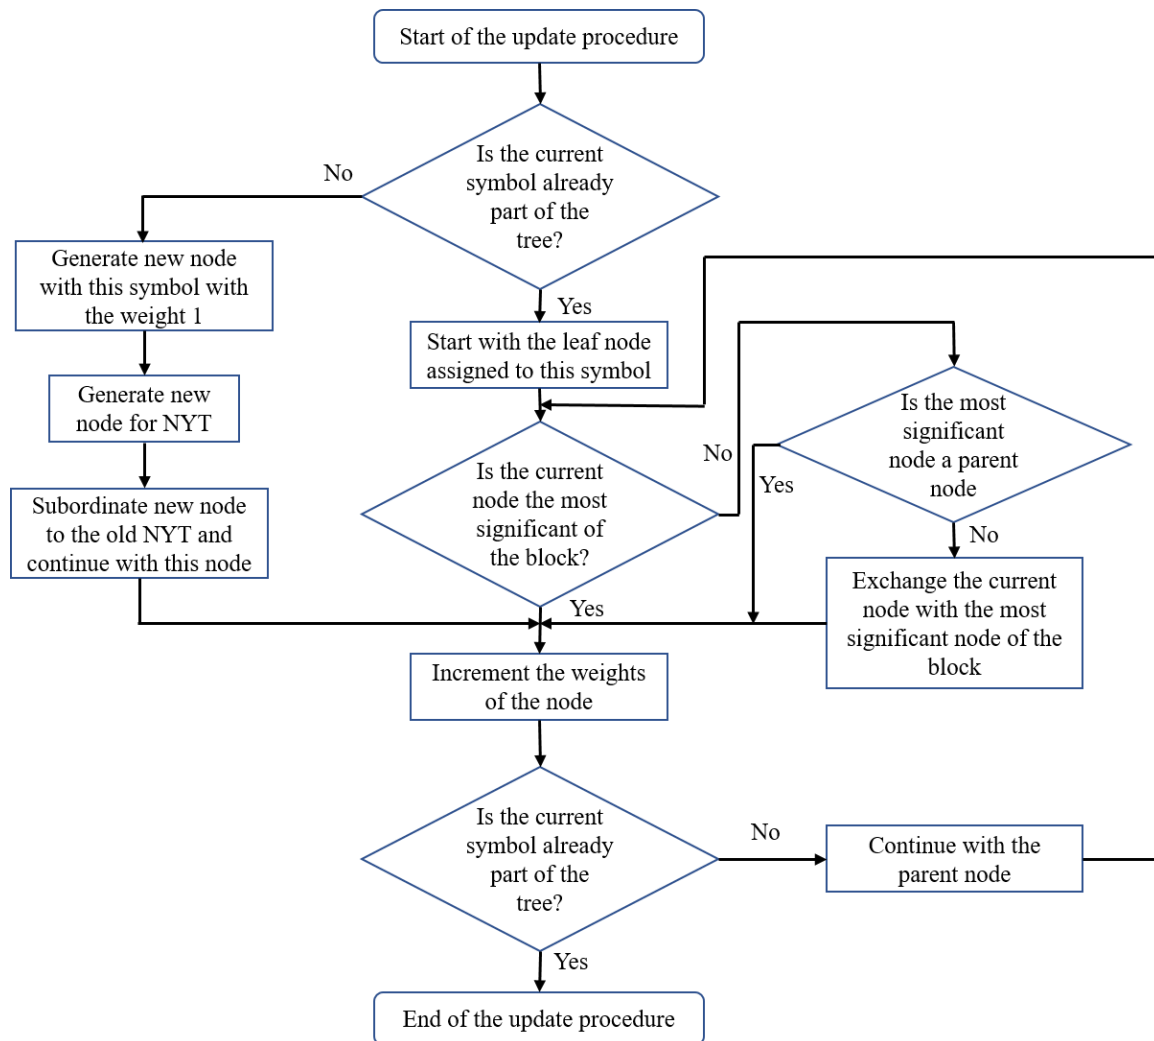 Start of the update procedure
Is the current
symbol already
part of the
tree?
No
Yes
Generate new node
with this symbol with
the weight 1
Generate new
node for NYT
Subordinate new node
to the old NYT and
continue with this node
Start with the leaf node
assigned to this symbol
Is the current
node the most
significant of
the block?
No
Yes
Is the most
significant
node a parent
node
Yes
No
Exchange the current
node with the most
significant node of the
block
Increment the weights
of the node
Is the current
symbol already
part of the
tree?
No
Continue with the
parent node
Yes
End of the update procedure